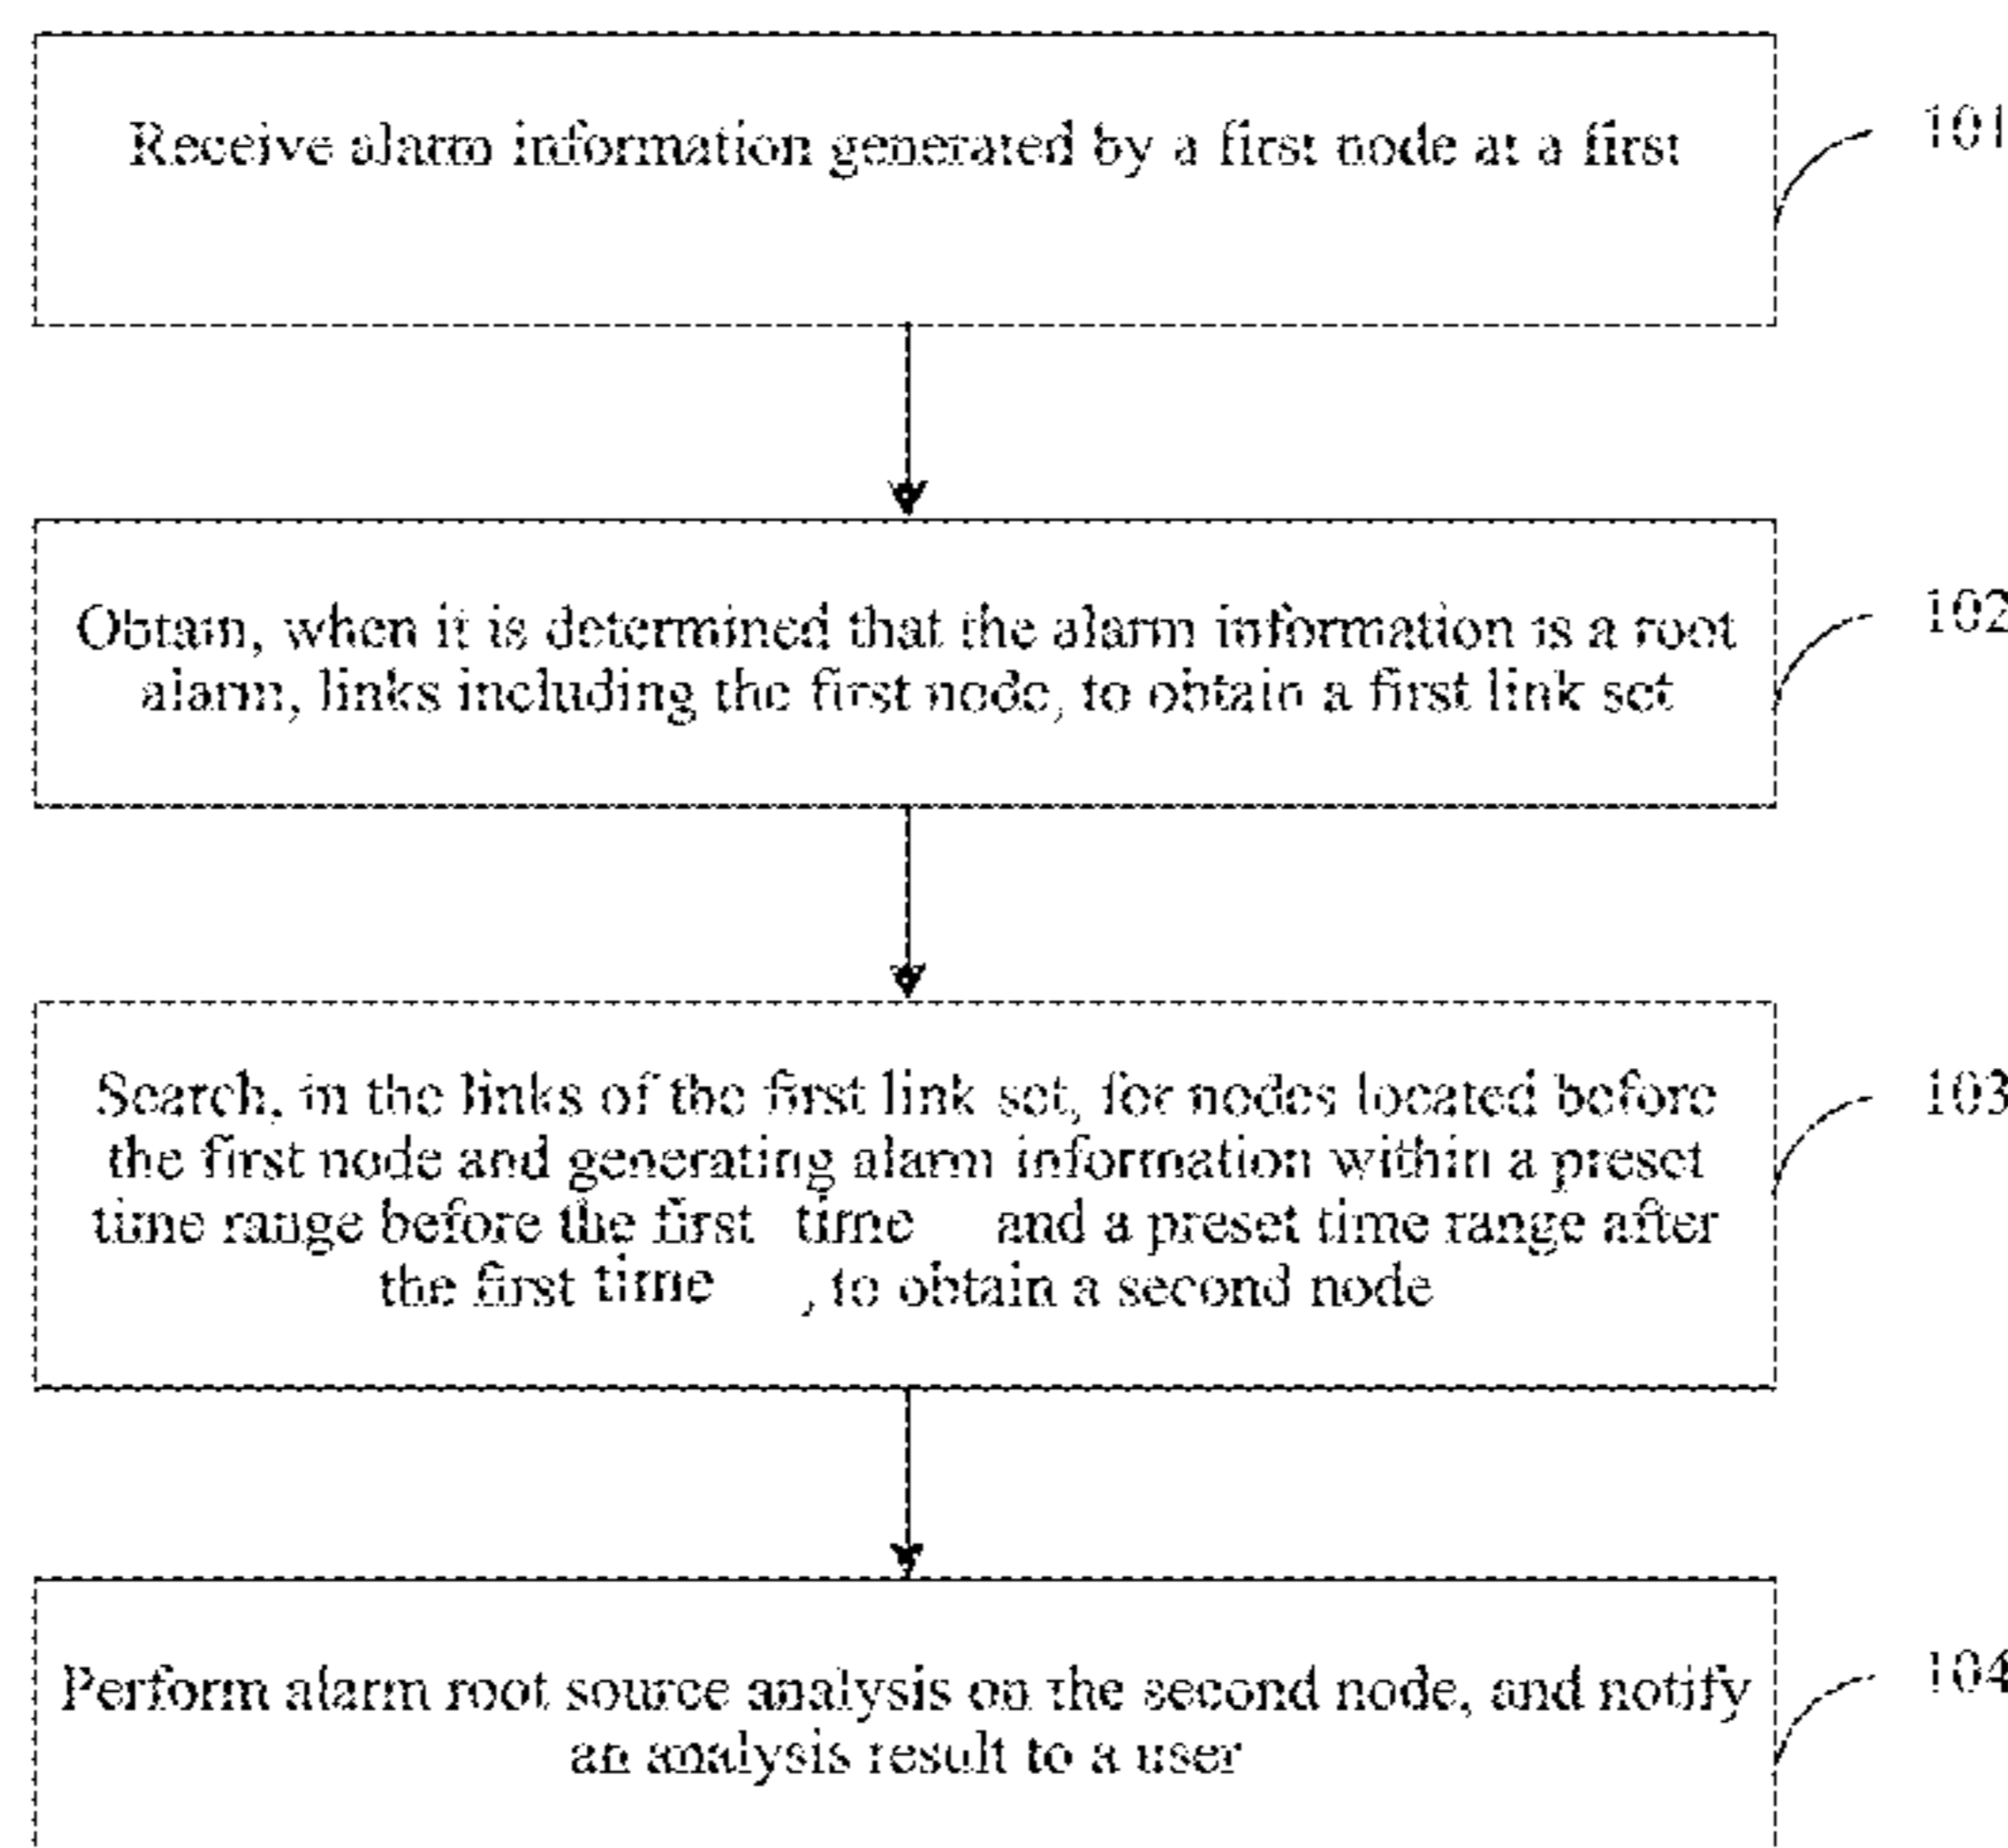 Receive alarm information generated by a first node at a first
101
Obtain, when it is determined that the alarm information is a root
alarm, links including the first node, to obtain a first link set
102
Search, in the links of the first link set, for nodes located before
the first node and generating alarm information within a preset
time range before the first time and a preset time range after
the first time , to obtain a second node
103
Perform alarm root source analysis on the second node, and notify
an analysis result to a user
104